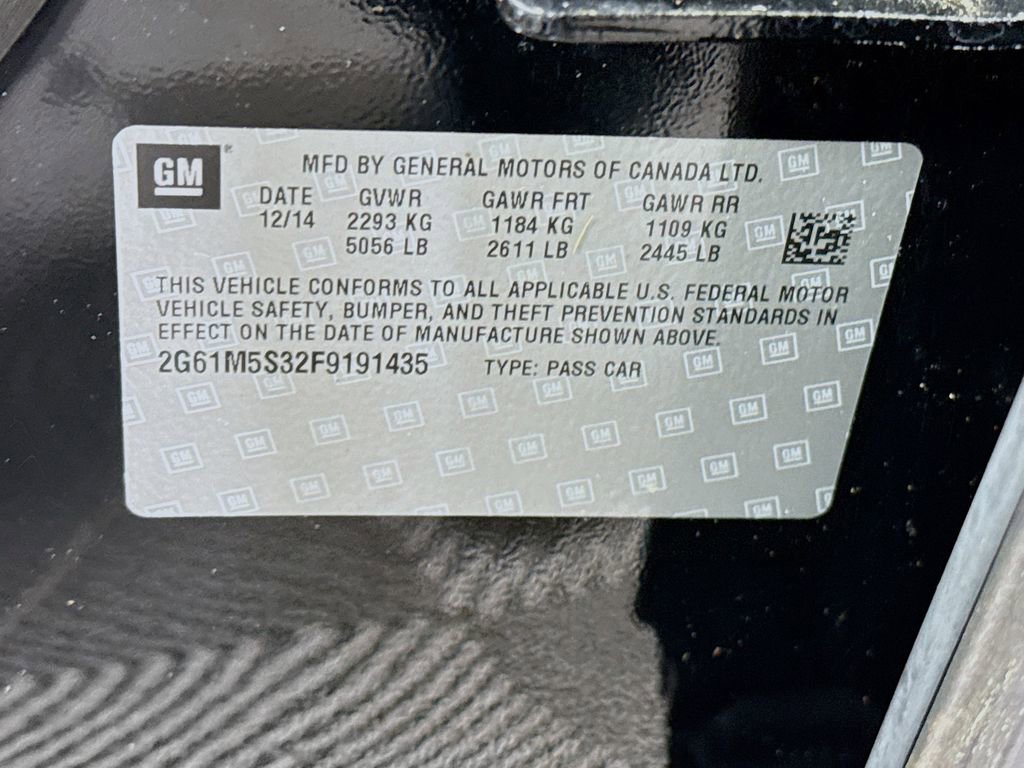 GM
MFD BY GENERAL MOTORS OF CANADA LTD.
DATE GVWR GAWR FRT GAWR RR
12/14 2293 KG 1184 KG 1109 KG
5056 LB 2611 LB 2445 LB
THIS VEHICLE CONFORMS TO ALL APPLICABLE U.S. FEDERAL MOTOR
VEHICLE SAFETY, BUMPER, AND THEFT PREVENTION STANDARDS IN
EFFECT ON THE DATE OF MANUFACTURE SHOWN ABOVE.
2G61M5S32F9191435 TYPE: PASS CAR